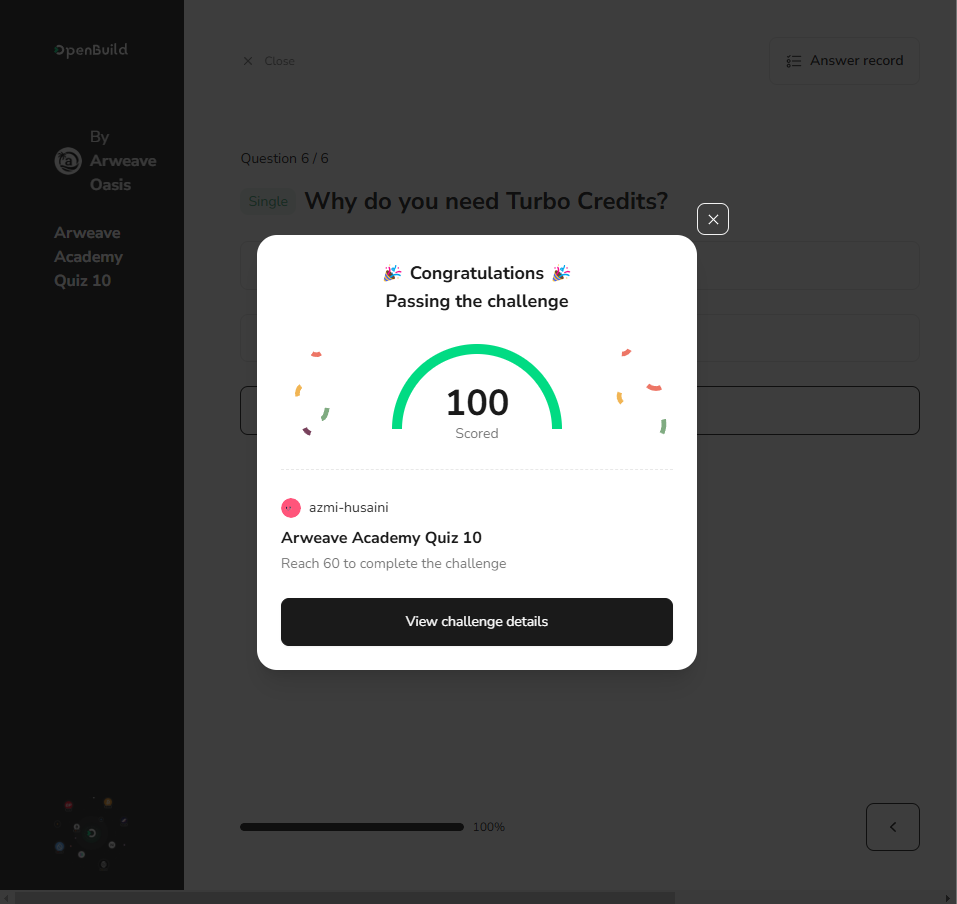 OpenBuild
By
Arweave
Oasis
Arweave
Academy
Quiz 10
Close
Answer record
Question 6 / 6
Single Why do you need Turbo Credits?
🎉 Congratulations 🎉
Passing the challenge
100
Scored
azmi-husaini
Arweave Academy Quiz 10
Reach 60 to complete the challenge
View challenge details
100%